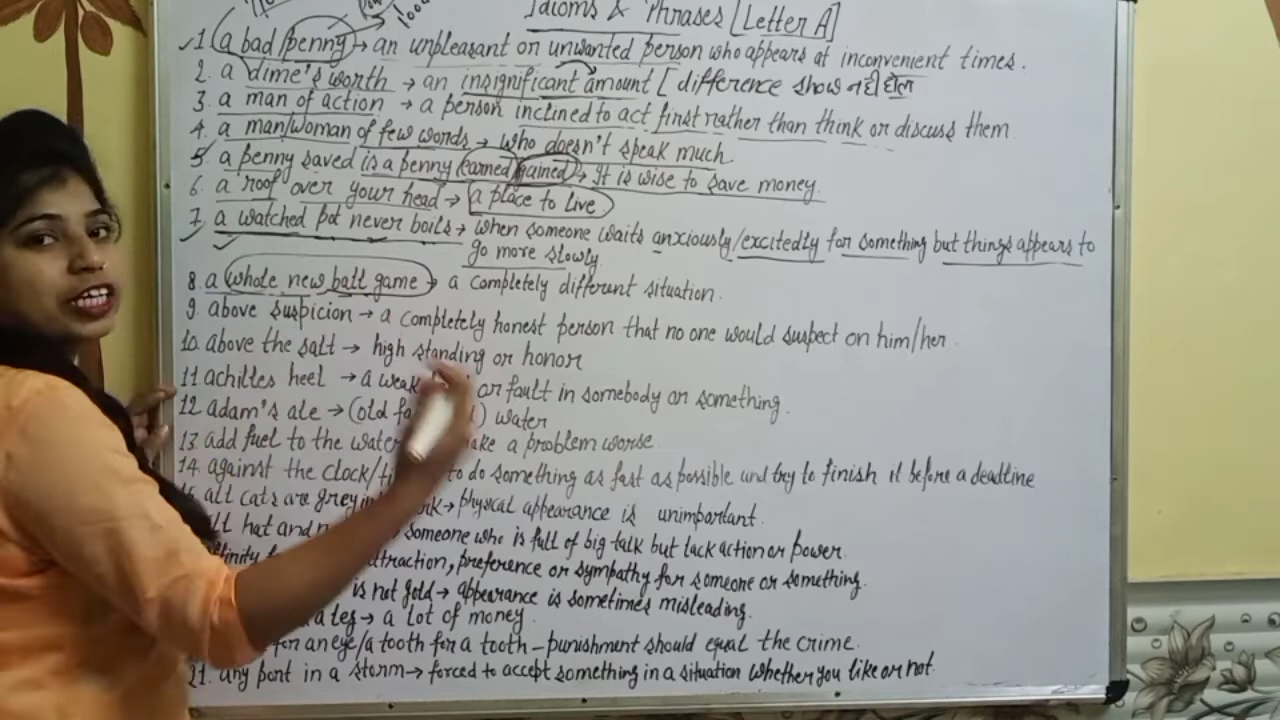 Idioms & Phrases [Letter A]
1. a bad penny → an unpleasant or unwanted person who appears at inconvenient times.
2. a dime's worth → an insignificant amount [difference show नही होता
3. a man of action → a person inclined to act first rather than think or discuss them
4. a man/woman of few words → who doesn't speak much
5. a penny saved is a penny (earned/gained) → It is wise to save money.
6. a roof over your head → a place to live
7. a watched pot never boils → when someone waits anxiously/excitedly for something but things appears to
go more slowly
8. a whole new ball game → a completely different situation.
9. above suspicion → a completely honest person that no one would suspect on him/her.
10. above the salt → high standing or honor
11. achilles heel → a weak or fault in somebody or something.
12. adam's ale → (old water
13. add fuel to the water a problem worse.
14. against the clock/ to do something as fast as possible and try to finish it before a deadline
all cats are grey in → physical appearance is unimportant.
hat and someone who is full of big talk but lack action or power.
attraction, preference or sympathy for someone or something.
is not gold → appearance is sometimes misleading.
→ a lot of money.
for an eye/a tooth for a tooth - punishment should equal the crime.
21. any port in a storm → forced to accept something in a situation whether you like or not.